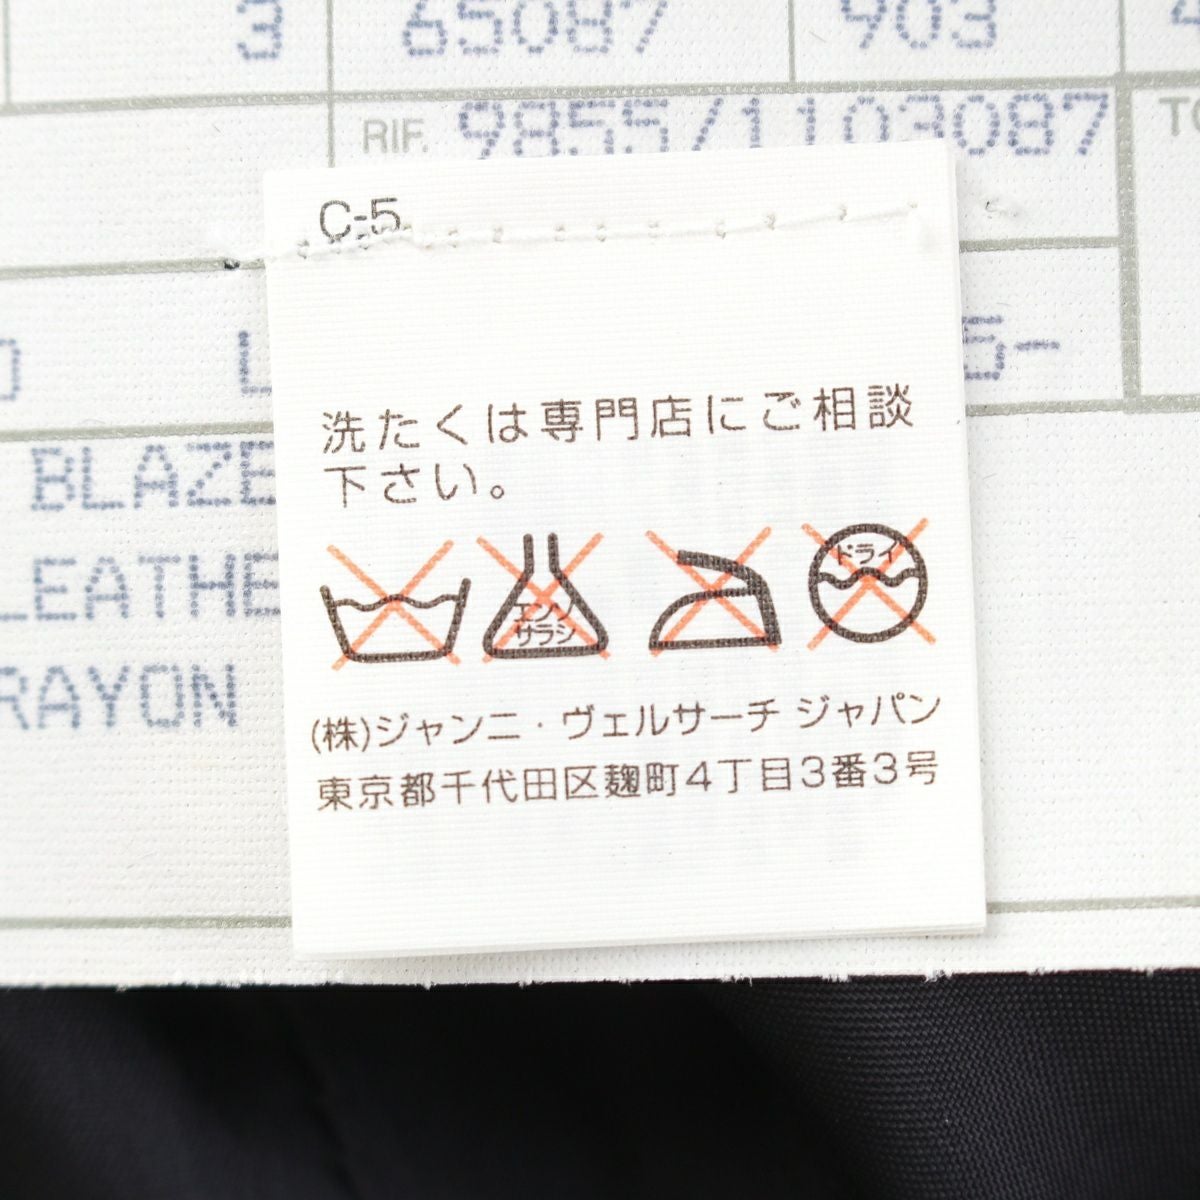 3 65087 903
RIF. 9855/1103087
C-5
洗たくは専門店にご相談
下さい。
BLAZE
LEATHE
RAYON
ドライ
エンソ
サラシ
(株)ジャンニ・ヴェルサーチ ジャパン
東京都千代田区麹町4丁目3番3号